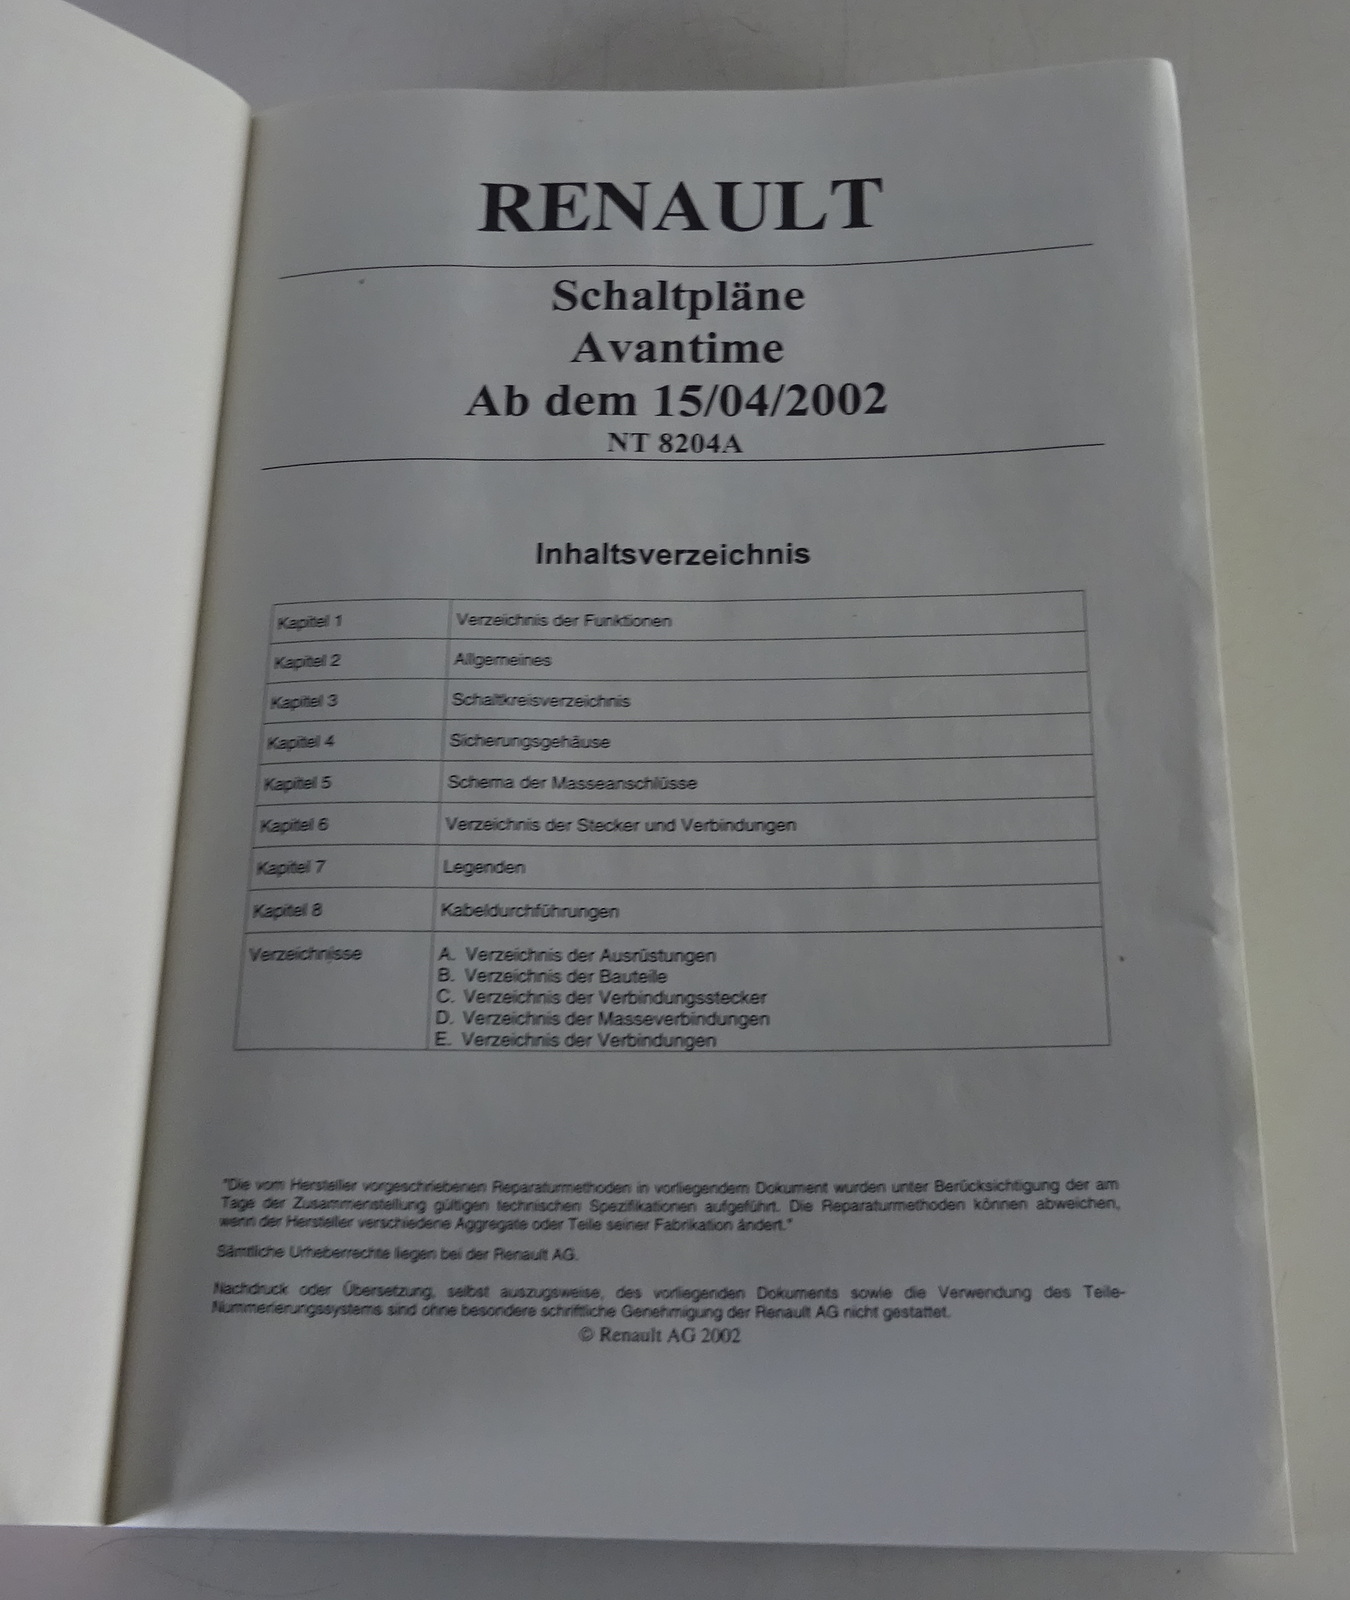 RENAULT
Schaltpläne
Avantime
Ab dem 15/04/2002
NT 8204A
Inhaltsverzeichnis
Kapitel 1 Verzeichnis der Funktionen
Kapitel 2 Allgemeines
Kapitel 3 Schaltkreisverzeichnis
Kapitel 4 Sicherungsgehäuse
Kapitel 5 Schema der Masseanschlüsse
Kapitel 6 Verzeichnis der Stecker und Verbindungen
Kapitel 7 Legenden
Kapitel 8 Kabeldurchführungen
Verzeichnisse A. Verzeichnis der Ausrüstungen
B. Verzeichnis der Bauteile
C. Verzeichnis der Verbindungsstecker
D. Verzeichnis der Masseverbindungen
E. Verzeichnis der Verbindungen
"Die vom Hersteller vorgeschriebenen Reparaturmethoden in vorliegendem Dokument wurden unter Berücksichtigung der am
Tage der Zusammenstellung gültigen technischen Spezifikationen aufgeführt. Die Reparaturmethoden können abweichen,
wenn der Hersteller verschiedene Aggregate oder Teile seiner Fabrikation ändert."
Sämtliche Urheberrechte liegen bei der Renault AG.
Nachdruck oder Übersetzung, selbst auszugsweise, des vorliegenden Dokuments sowie die Verwendung des Teile-
Nummerierungssystems sind ohne besondere schriftliche Genehmigung der Renault AG nicht gestattet.
© Renault AG 2002